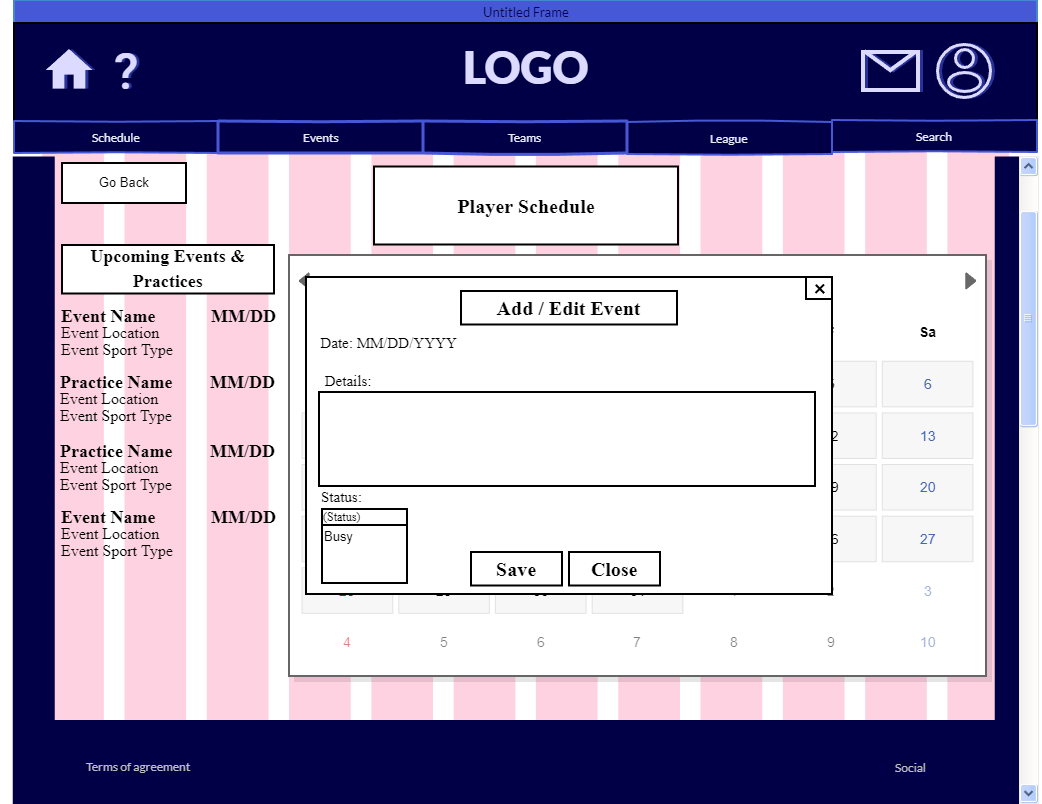 Untitled Frame
?
LOGO
Schedule
Events
Teams
League
Search
Go Back
Player Schedule
Upcoming Events &
Practices
Event Name MM/DD
Event Location
Event Sport Type
Practice Name MM/DD
Event Location
Event Sport Type
Practice Name MM/DD
Event Location
Event Sport Type
Event Name MM/DD
Event Location
Event Sport Type
Add / Edit Event
Date: MM/DD/YYYY
Details:
Status:
(Status)
Busy
Save
Close
Sa
6
13
20
27
3
4 5 6 7 8 9 10
Terms of agreement
Social